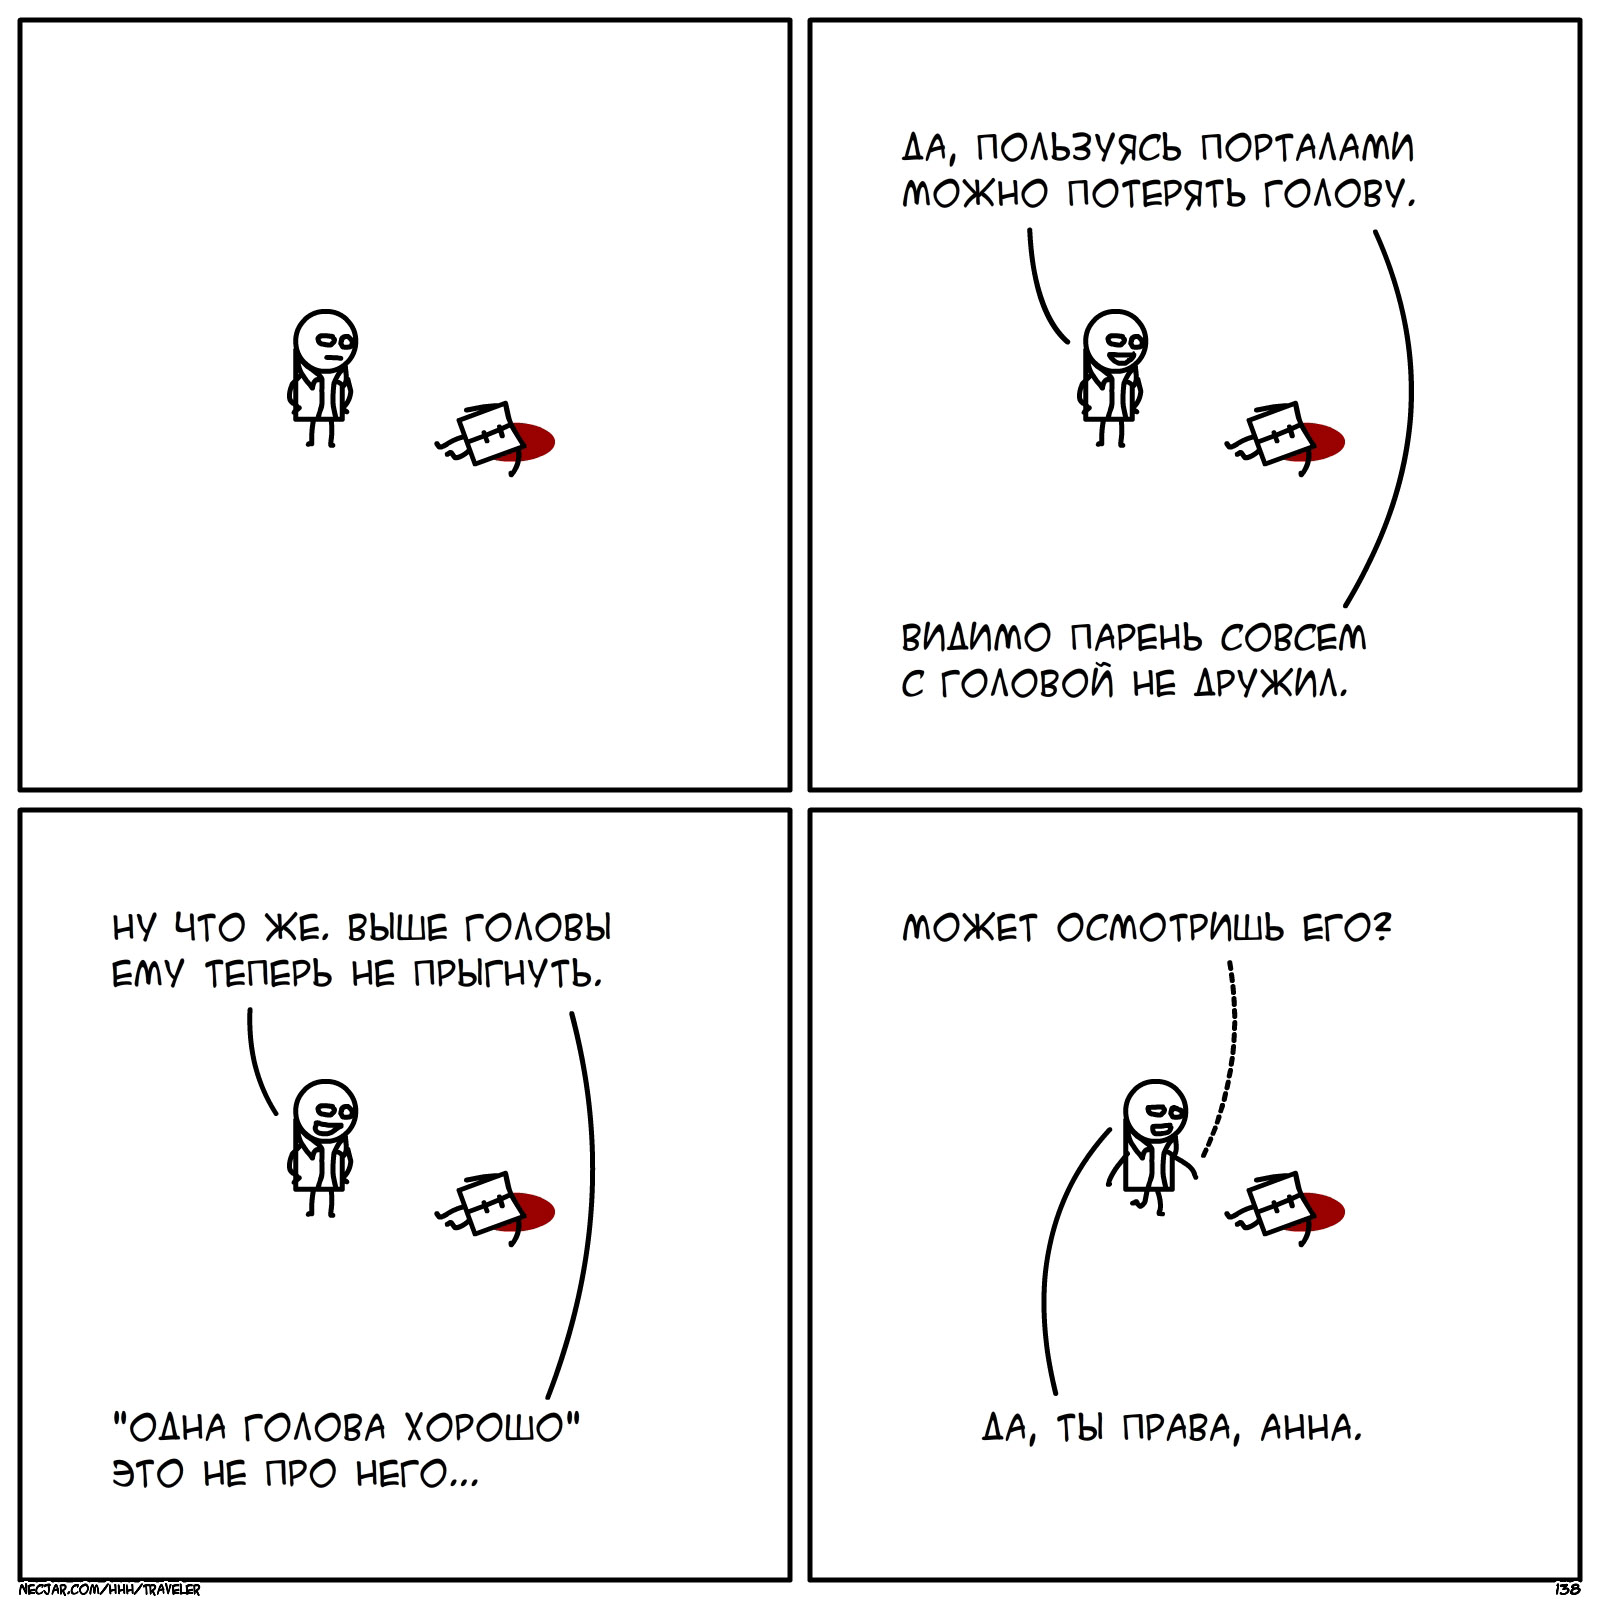 ДА, ПОЛЬЗУЯСЬ ПОРТАЛАМИ
МОЖНО ПОТЕРЯТЬ ГОЛОВУ.
ВИДИМО ПАРЕНЬ СОВСЕМ
С ГОЛОВОЙ НЕ ДРУЖИЛ.
НУ ЧТО ЖЕ. ВЫШЕ ГОЛОВЫ
ЕМУ ТЕПЕРЬ НЕ ПРЫГНУТЬ.
"ОДНА ГОЛОВА ХОРОШО"
ЭТО НЕ ПРО НЕГО...
МОЖЕТ ОСМОТРИШЬ ЕГО?
ДА, ТЫ ПРАВА, АННА.
NECJAR.COM/HHH/TRAVELER
138